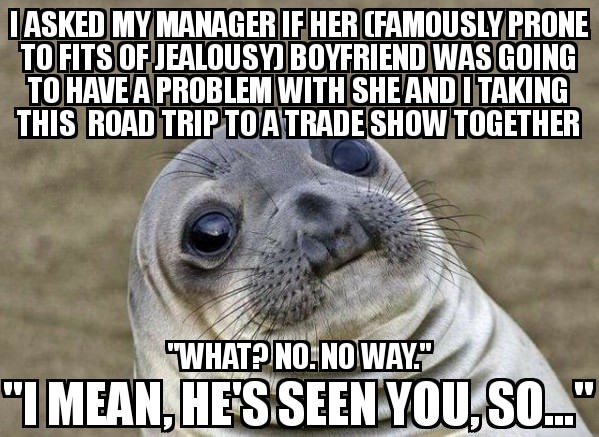 I ASKED MY MANAGER IF HER (FAMOUSLY PRONE
TO FITS OF JEALOUSY) BOYFRIEND WAS GOING
TO HAVE A PROBLEM WITH SHE AND I TAKING
THIS ROAD TRIP TO A TRADE SHOW TOGETHER
"WHAT? NO. NO WAY."
"I MEAN, HE'S SEEN YOU, SO..."